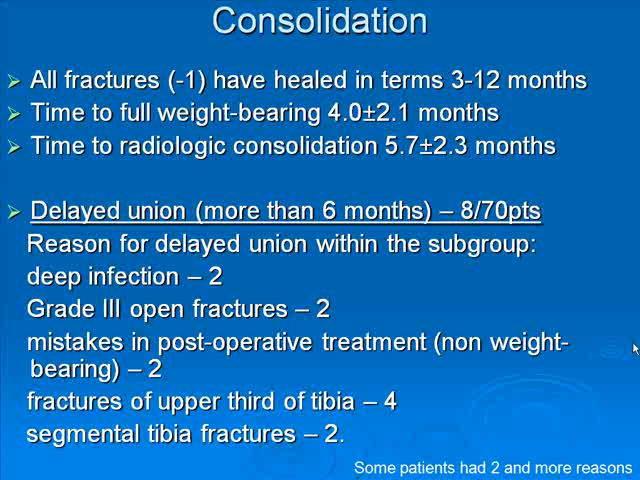 Consolidation
All fractures (-1) have healed in terms 3-12 months
Time to full weight-bearing 4.0±2.1 months
Time to radiologic consolidation 5.7±2.3 months
Delayed union (more than 6 months) – 8/70pts
Reason for delayed union within the subgroup:
deep infection – 2
Grade III open fractures – 2
mistakes in post-operative treatment (non weight-
bearing) – 2
fractures of upper third of tibia – 4
segmental tibia fractures – 2.
Some patients had 2 and more reasons